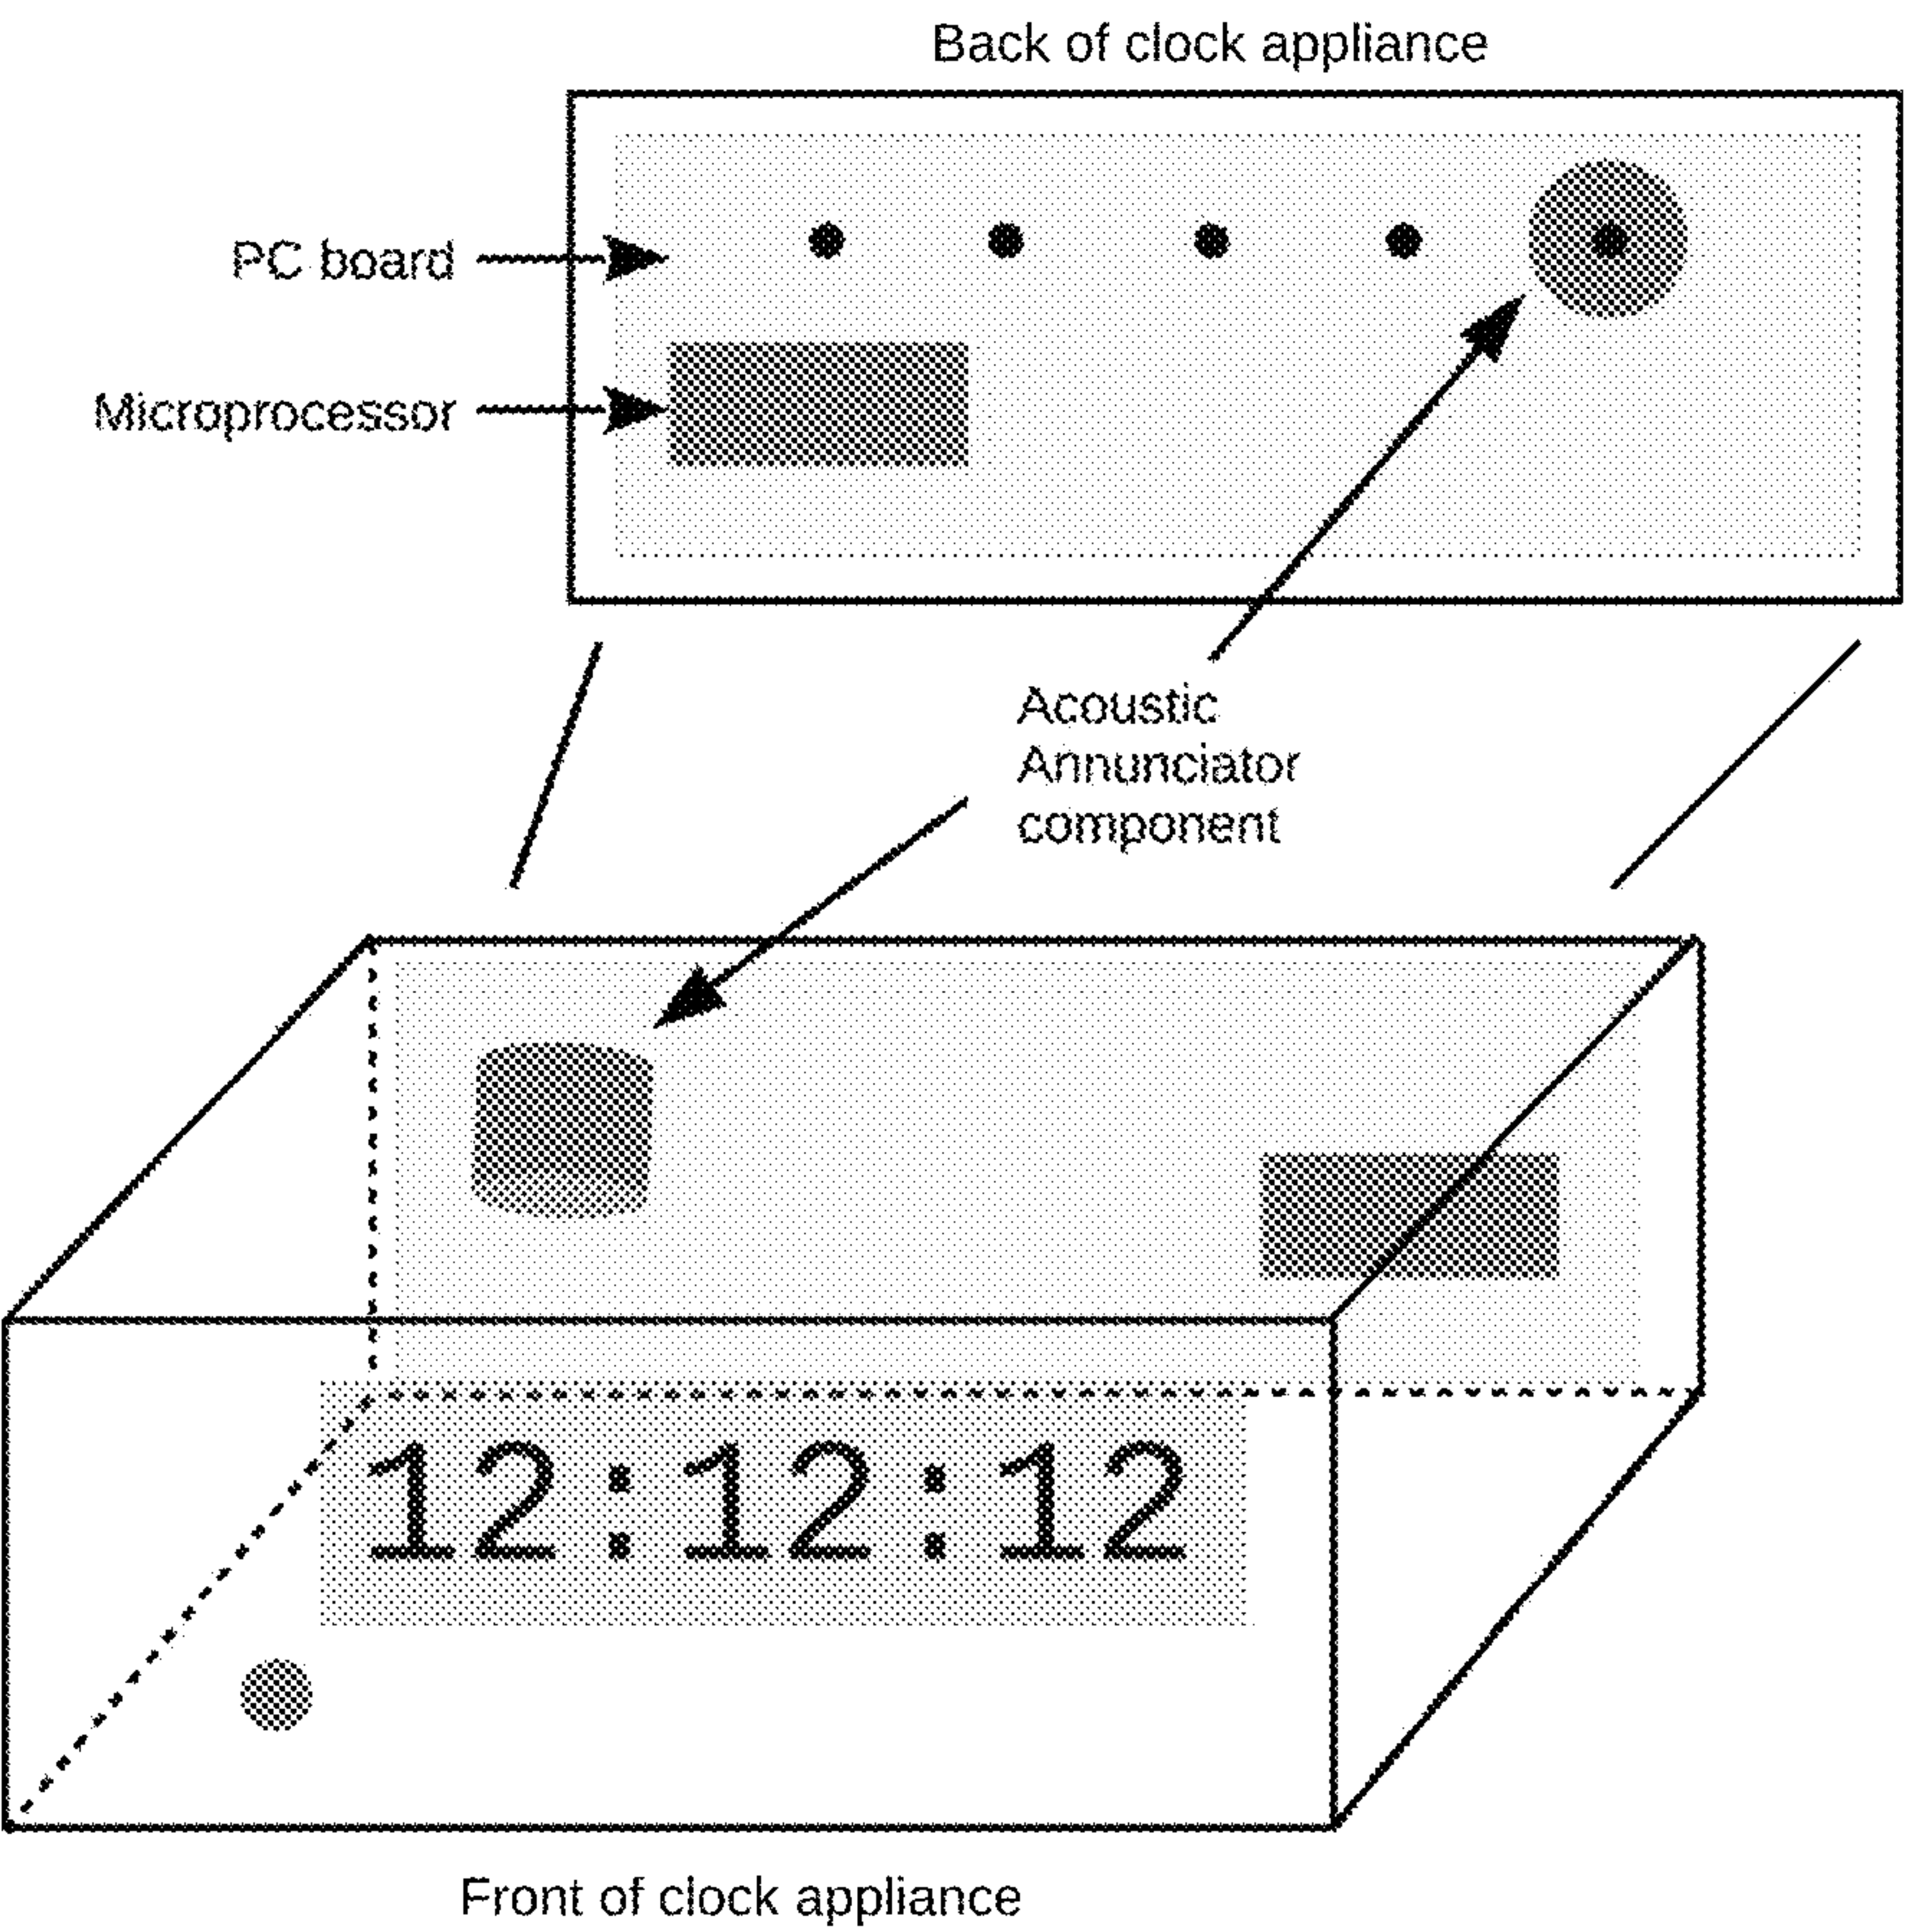 Back of clock appliance
PC board
Microprocessor
Acoustic
Annunciator
component
12:12:12
Front of clock appliance